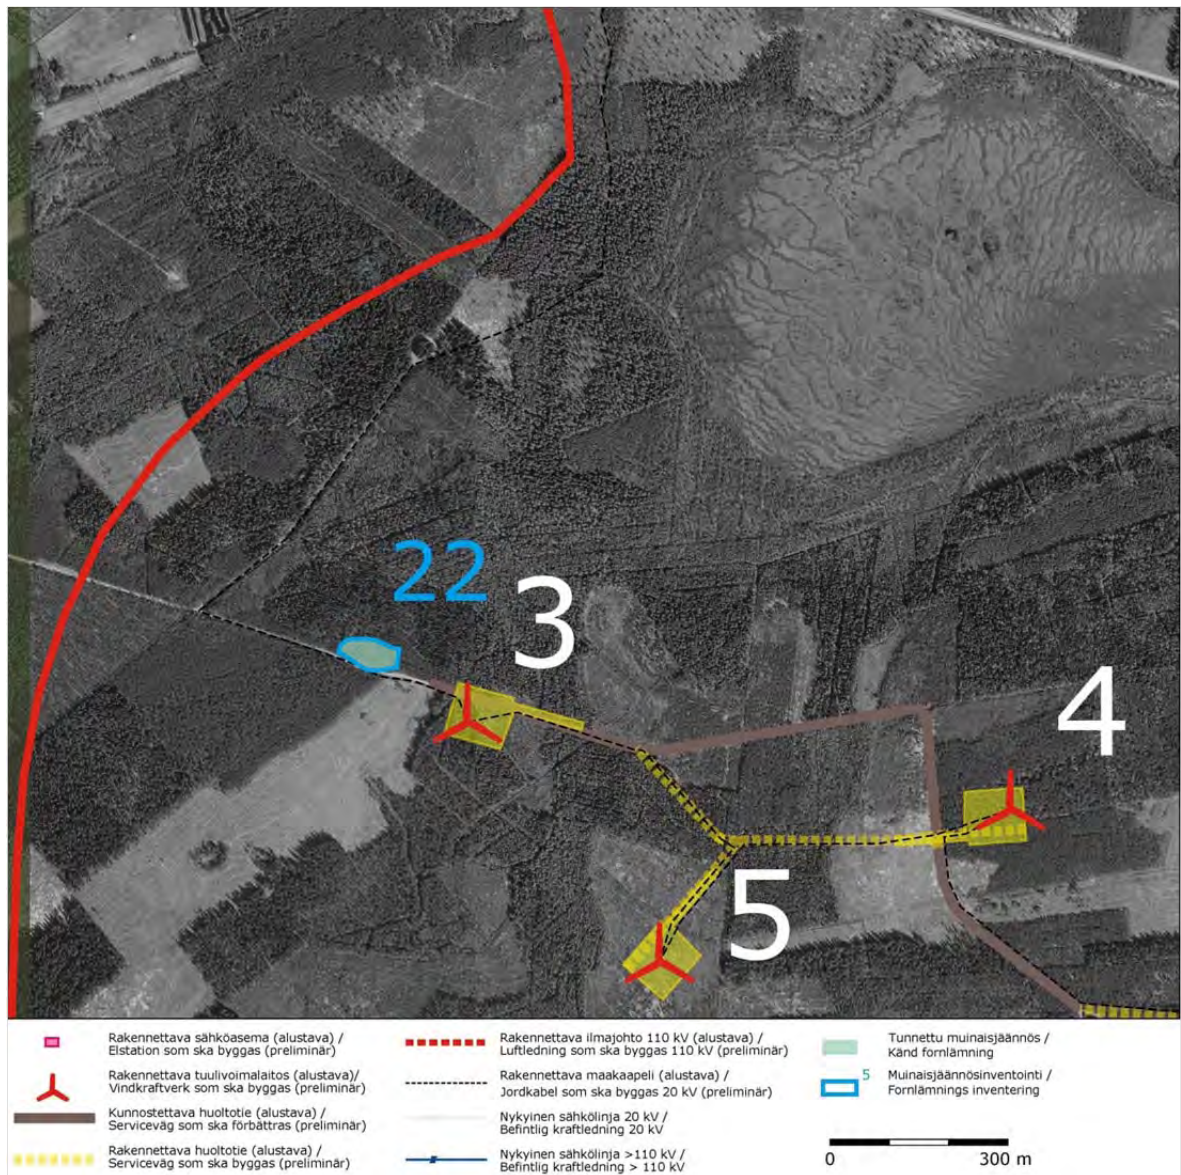 22
3
4
5
Rakennettava sähköasema (alustava) /
Elstation som ska byggas (preliminär)
Rakennettava tuulivoimalaitos (alustava)/
Vindkraftverk som ska byggas (preliminär)
Kunnostettava huoltotie (alustava) /
Serviceväg som ska förbättras (preliminär)
Rakennettava huoltotie (alustava) /
Serviceväg som ska byggas (preliminär)
Rakennettava ilmajohto 110 kV (alustava) /
Luftledning som ska byggas 110 kV (preliminär)
Rakennettava maakaapeli (alustava) /
Jordkabel som ska byggas 20 kV (preliminär)
Nykyinen sähkölinja 20 kV /
Befintlig kraftledning 20 kV
Nykyinen sähkölinja >110 kV /
Befintlig kraftledning > 110 kV
Tunnettu muinaisjäännös /
Känd fornlämning
5 Muinaisjäännösinventointi /
Fornlämnings inventering
0 300 m